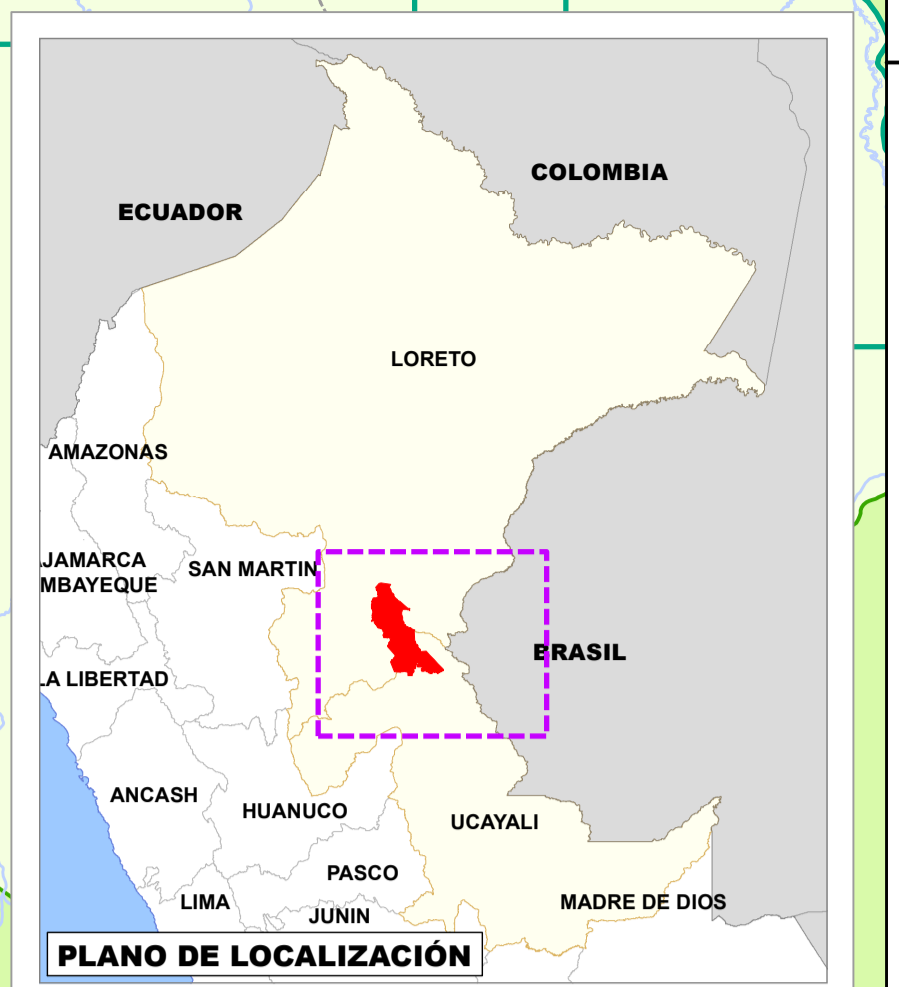 COLOMBIA
ECUADOR
LORETO
AMAZONAS
JAMARCA
SAN MARTIN
MBAYEQUE
BRASIL
LA LIBERTAD
ANCASH
HUANUCO
UCAYALI
PASCO
LIMA
MADRE DE DIOS
JUNIN
PLANO DE LOCALIZACIÓN